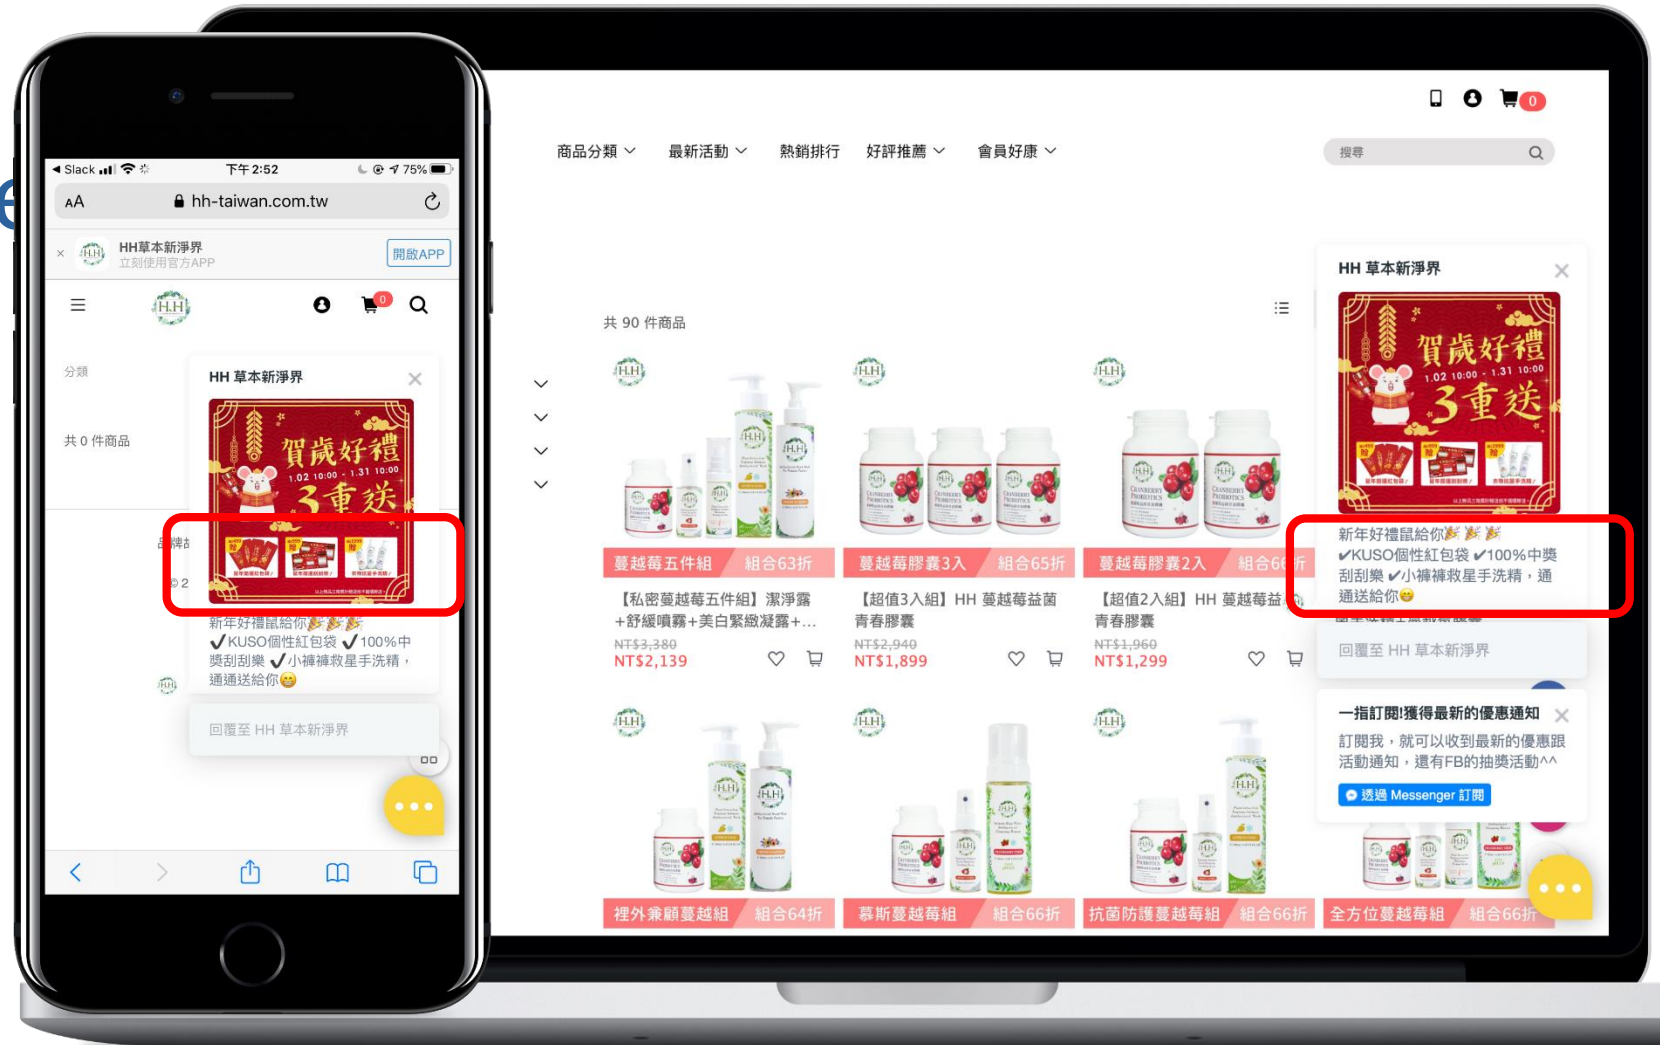 e
Slack
下午2:52
75%
AA
hh-taiwan.com.tw
×
H.H
HH草本新淨界
立刻使用官方APP
開啟APP
H.H
0
分類
共 0 件商品
品牌故
© 2
HH 草本新淨界
賀歲好禮
1.02 10:00 - 1.31 10:00
3重送
新年好禮鼠給你🎉🎉🎉
✔KUSO個性紅包袋 ✔100%中
獎刮刮樂 ✔小褲褲救星手洗精，
通通送給你😁
回覆至 HH 草本新淨界
0
商品分類
最新活動
熱銷排行
好評推薦
會員好康
搜尋
共 90 件商品
H.H
H.H
H.H
CRANBERRY PROBIOTICS
蔓越莓五件組 組合63折
蔓越莓膠囊3入 組合65折
蔓越莓膠囊2入 組合66折
【私密蔓越莓五件組】潔淨露
+舒緩噴霧+美白緊緻凝露+...
NT$3,380
NT$2,139
【超值3入組】HH 蔓越莓益菌
青春膠囊
NT$2,940
NT$1,899
【超值2入組】HH 蔓越莓益菌
青春膠囊
NT$1,960
NT$1,299
H.H
H.H
H.H
裡外兼顧蔓越組 組合64折
慕斯蔓越莓組 組合66折
抗菌防護蔓越莓組 組合66折
全方位蔓越莓組 組合66折
HH 草本新淨界
賀歲好禮
1.02 10:00 - 1.31 10:00
3重送
新年好禮鼠給你🎉🎉🎉
✔KUSO個性紅包袋 ✔100%中獎
刮刮樂 ✔小褲褲救星手洗精，通
通送給你😁
回覆至 HH 草本新淨界
一指訂閱!獲得最新的優惠通知
訂閱我，就可以收到最新的優惠跟
活動通知，還有FB的抽獎活動^^
透過 Messenger 訂閱